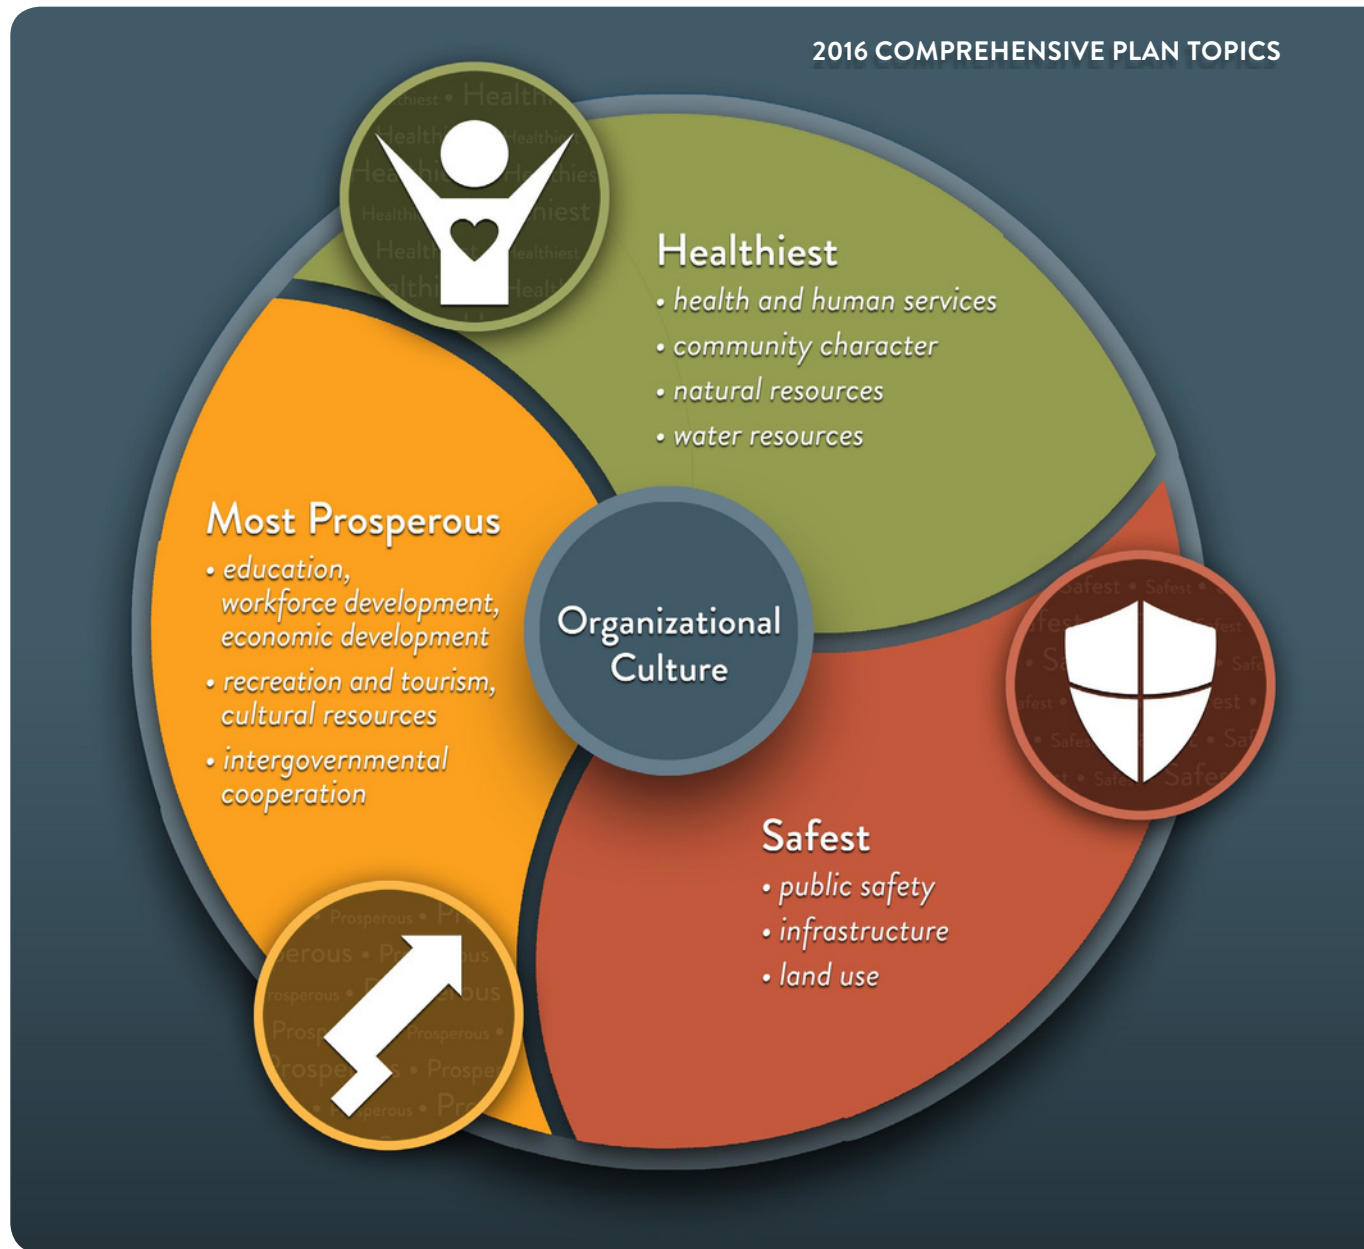 2016 COMPREHENSIVE PLAN TOPICS
Healthiest
• health and human services
• community character
• natural resources
• water resources
Most Prosperous
• education,
workforce development,
economic development
• recreation and tourism,
cultural resources
• intergovernmental
cooperation
Organizational
Culture
Safest
• public safety
• infrastructure
• land use